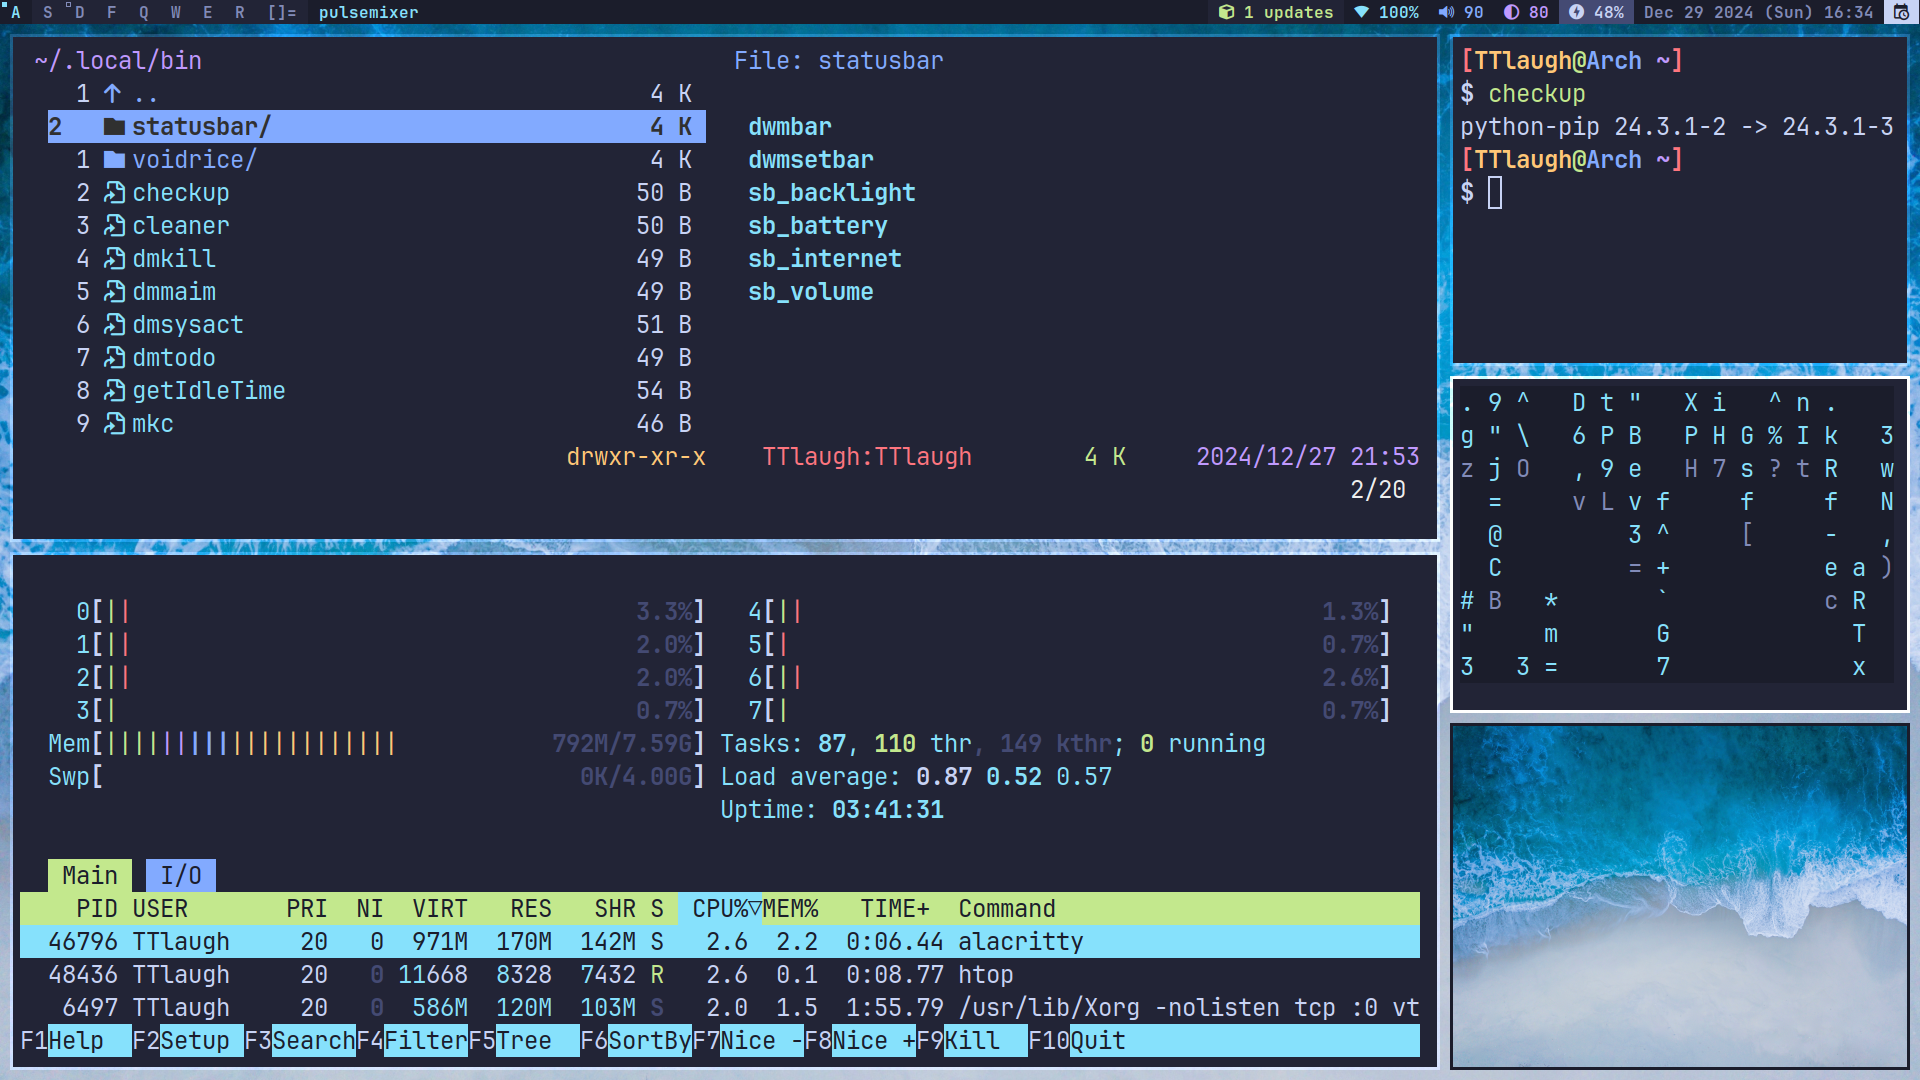 A S D F Q W E R []= pulsemixer 1 updates 100% 90 80 48% Dec 29 2024 (Sun) 16:34
~/.local/bin
1 ..  4 K
2 statusbar/ 4 K
1 voidrice/ 4 K
2 checkup 50 B
3 cleaner 50 B
4 dmkill 49 B
5 dmmaim 49 B
6 dmsysact 51 B
7 dmtodo 49 B
8 getIdleTime 54 B
9 mkc 46 B
File: statusbar
dwmbar
dwmsetbar
sb_backlight
sb_battery
sb_internet
sb_volume
drwxr-xr-x TTlaugh:TTlaugh 4 K 2024/12/27 21:53
2/20
[TTlaugh@Arch ~]
$ checkup
python-pip 24.3.1-2 -> 24.3.1-3
[TTlaugh@Arch ~]
$
. 9 ^ D t " X i ^ n .
g " \ 6 P B P H G % I k 3
z j O , 9 e H 7 s ? t R w
= v L v f f f N
@ 3 ^ [ - ,
C = + e a )
# B * ` c R
" m G T
3 3 = 7 x
0[|| 3.3%] 4[|| 1.3%]
1[|| 2.0%] 5[| 0.7%]
2[|| 2.0%] 6[|| 2.6%]
3[| 0.7%] 7[| 0.7%]
Mem[||||||||||||||||||||| 792M/7.59G] Tasks: 87, 110 thr, 149 kthr; 0 running
Swp[ 0K/4.00G] Load average: 0.87 0.52 0.57
Uptime: 03:41:31
Main I/O
PID USER PRI NI VIRT RES SHR S CPU%▽MEM% TIME+ Command
46796 TTlaugh 20 0 971M 170M 142M S 2.6 2.2 0:06.44 alacritty
48436 TTlaugh 20 0 11668 8328 7432 R 2.6 0.1 0:08.77 htop
6497 TTlaugh 20 0 586M 120M 103M S 2.0 1.5 1:55.79 /usr/lib/Xorg -nolisten tcp :0 vt
F1Help F2Setup F3SearchF4FilterF5Tree F6SortByF7Nice -F8Nice +F9Kill F10Quit